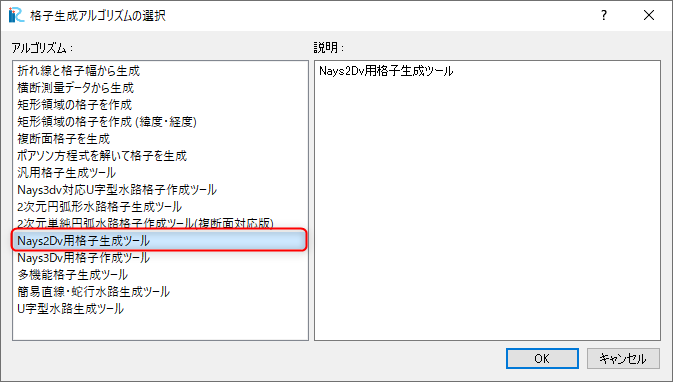 格子生成アルゴリズムの選択
?
アルゴリズム:
説明:
折れ線と格子幅から生成
横断測量データから生成
矩形領域の格子を作成
矩形領域の格子を作成 (緯度・経度)
複断面格子を生成
ポアソン方程式を解いて格子を生成
汎用格子生成ツール
Nays3dv対応U字型水路格子作成ツール
2次元円弧形水路格子生成ツール
2次元単純円弧水路格子作成ツール(複断面対応版)
Nays2Dv用格子生成ツール
Nays3Dv用格子作成ツール
多機能格子生成ツール
簡易直線・蛇行水路生成ツール
U字型水路生成ツール
Nays2Dv用格子生成ツール
OK
キャンセル